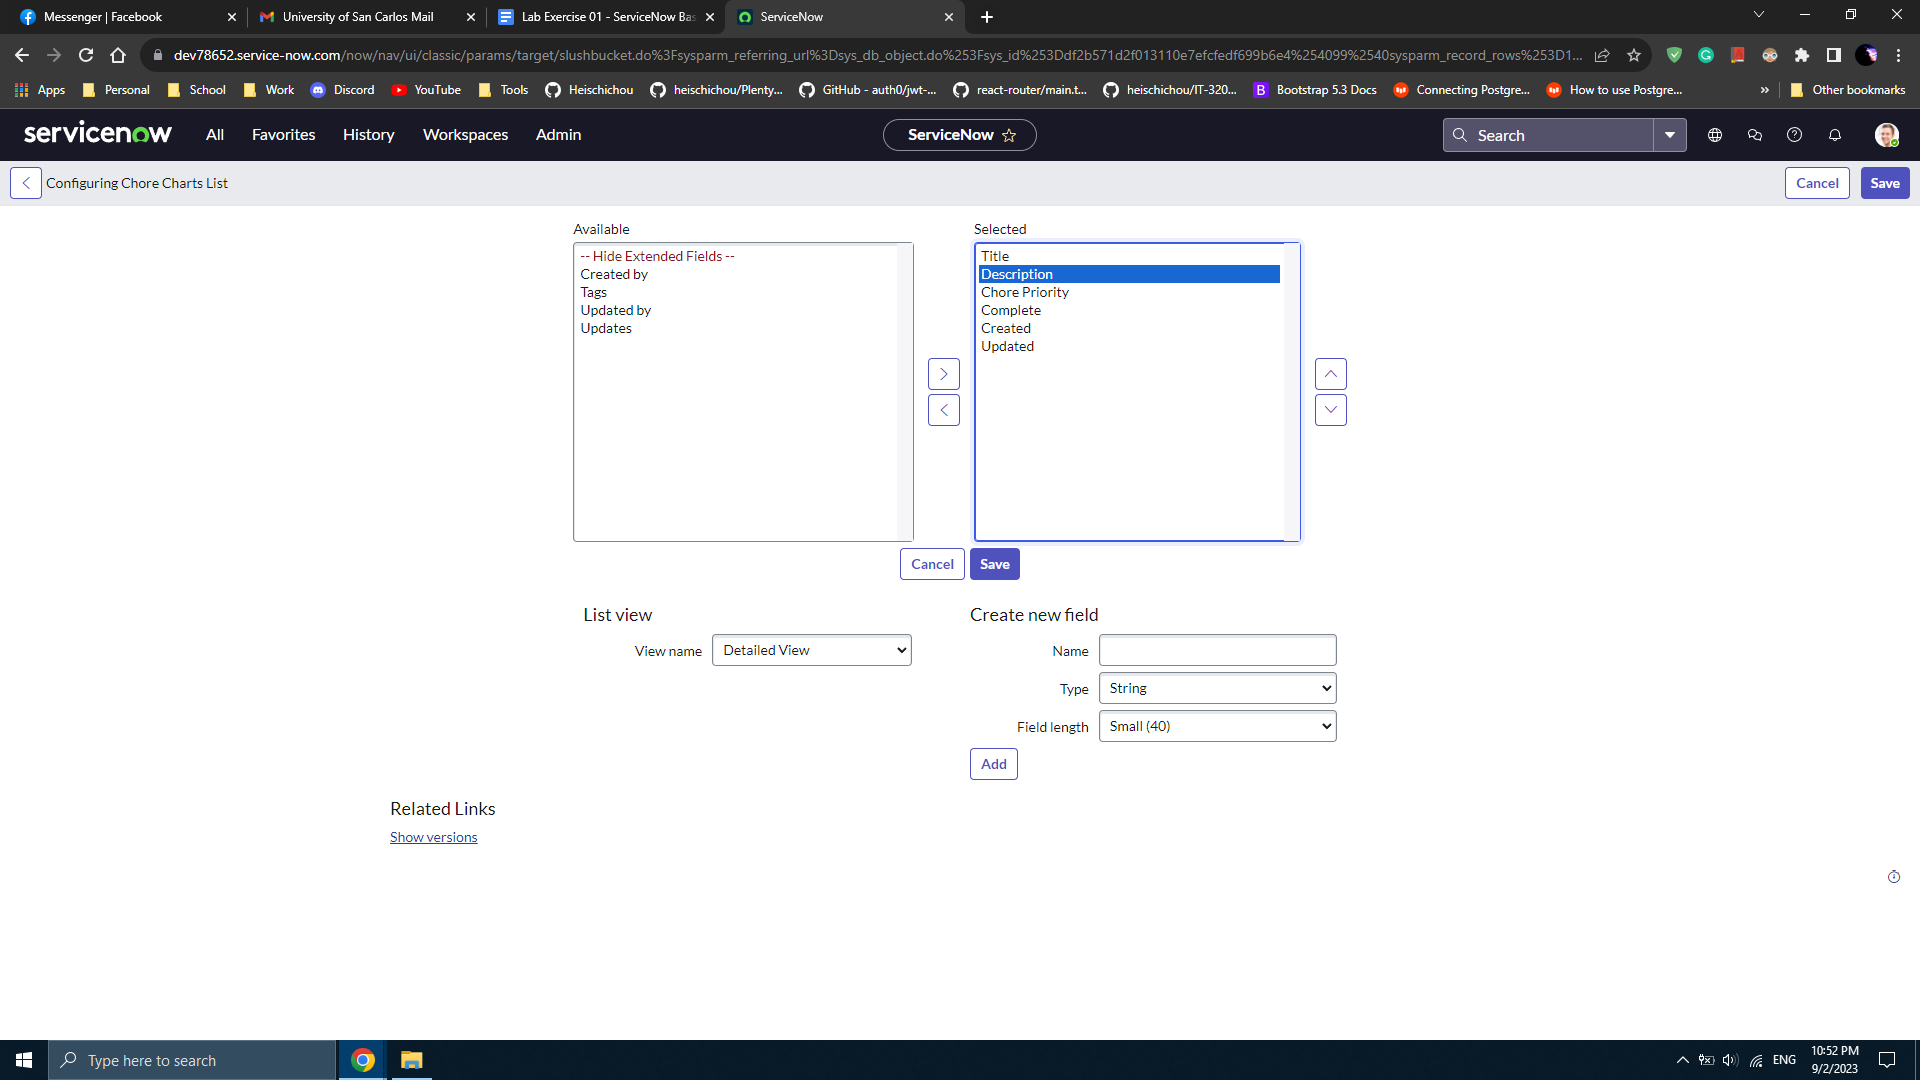 Messenger | Facebook
University of San Carlos Mail
Lab Exercise 01 - ServiceNow Bas
ServiceNow
dev78652.service-now.com/now/nav/ui/classic/params/target/slushbucket.do%3Fsysparm_referring_url%3Dsys_db_object.do%253Fsys_id%253Ddf2b571d2f013110e7efcfedf699b6e4%254099%2540sysparm_record_rows%253D1...
Apps
Personal
School
Work
Discord
YouTube
Tools
Heischichou
heischichou/Plenty...
GitHub - auth0/jwt-...
react-router/main.t...
heischichou/IT-320...
Bootstrap 5.3 Docs
Connecting Postgre...
How to use Postgre...
»
Other bookmarks
servicenow
All
Favorites
History
Workspaces
Admin
ServiceNow
Search
Configuring Chore Charts List
Cancel
Save
Available
-- Hide Extended Fields --
Created by
Tags
Updated by
Updates
Selected
Title
Description
Chore Priority
Complete
Created
Updated
Cancel
Save
List view
View name
Detailed View
Create new field
Name
Type
String
Field length
Small (40)
Add
Related Links
Show versions
Type here to search
ENG
10:52 PM
9/2/2023